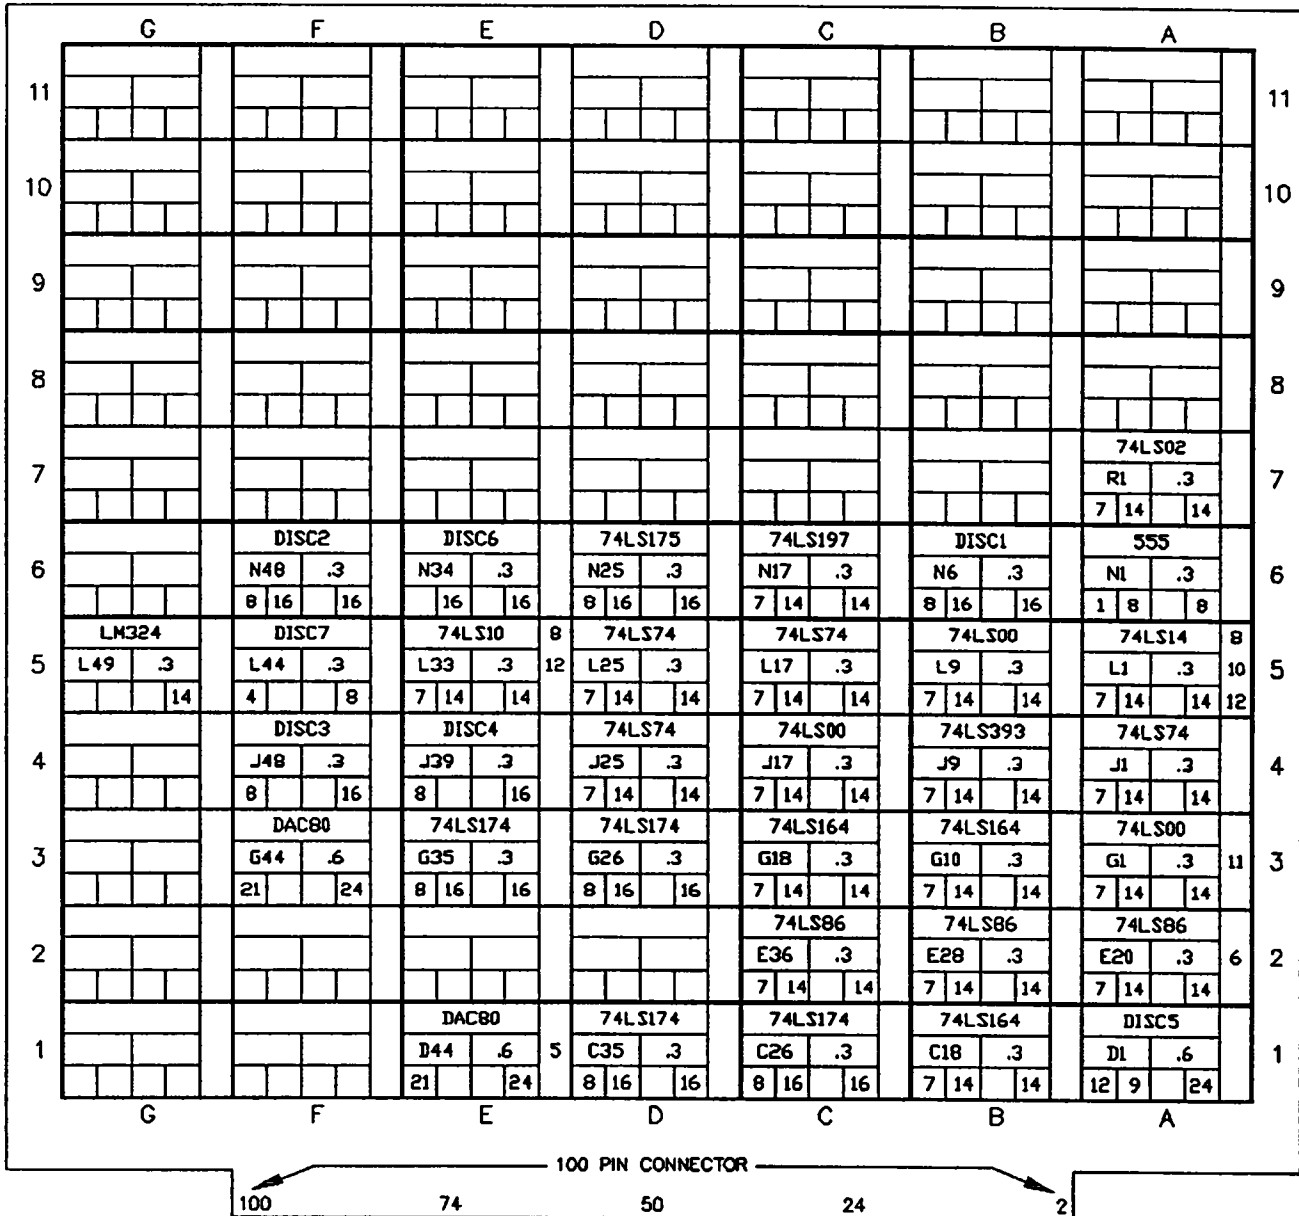 G F E D C B A
11 11
10 10
9 9
8 8
74LS02
7 R1 .3 7
7 14 14
DISC2 DISC6 74LS175 74LS197 DISC1 555
6 N48 .3 N34 .3 N25 .3 N17 .3 N6 .3 N1 .3 6
8 16 16 16 16 8 16 16 7 14 14 8 16 16 1 8 8
LM324 DISC7 74LS10 8 74LS74 74LS74 74LS00 74LS14 8
5 L49 .3 L44 .3 L33 .3 12 L25 .3 L17 .3 L9 .3 L1 .3 10 5
14 4 8 7 14 14 7 14 14 7 14 14 7 14 14 7 14 14 12
DISC3 DISC4 74LS74 74LS00 74LS393 74LS74
4 J48 .3 J39 .3 J25 .3 J17 .3 J9 .3 J1 .3 4
8 16 8 16 7 14 14 7 14 14 7 14 14 7 14 14
DAC80 74LS174 74LS174 74LS164 74LS164 74LS00
3 G44 .6 G35 .3 G26 .3 G18 .3 G10 .3 G1 .3 11 3
21 24 8 16 16 8 16 16 7 14 14 7 14 14 7 14 14
74LS86 74LS86 74LS86
2 E36 .3 E28 .3 E20 .3 6 2
7 14 14 7 14 14 7 14 14
DAC80 74LS174 74LS174 74LS164 DISC5
1 D44 .6 5 C35 .3 C26 .3 C18 .3 D1 .6 1
21 24 8 16 16 8 16 16 7 14 14 12 9 24
G F E D C B A
100 PIN CONNECTOR
100 74 50 24 2